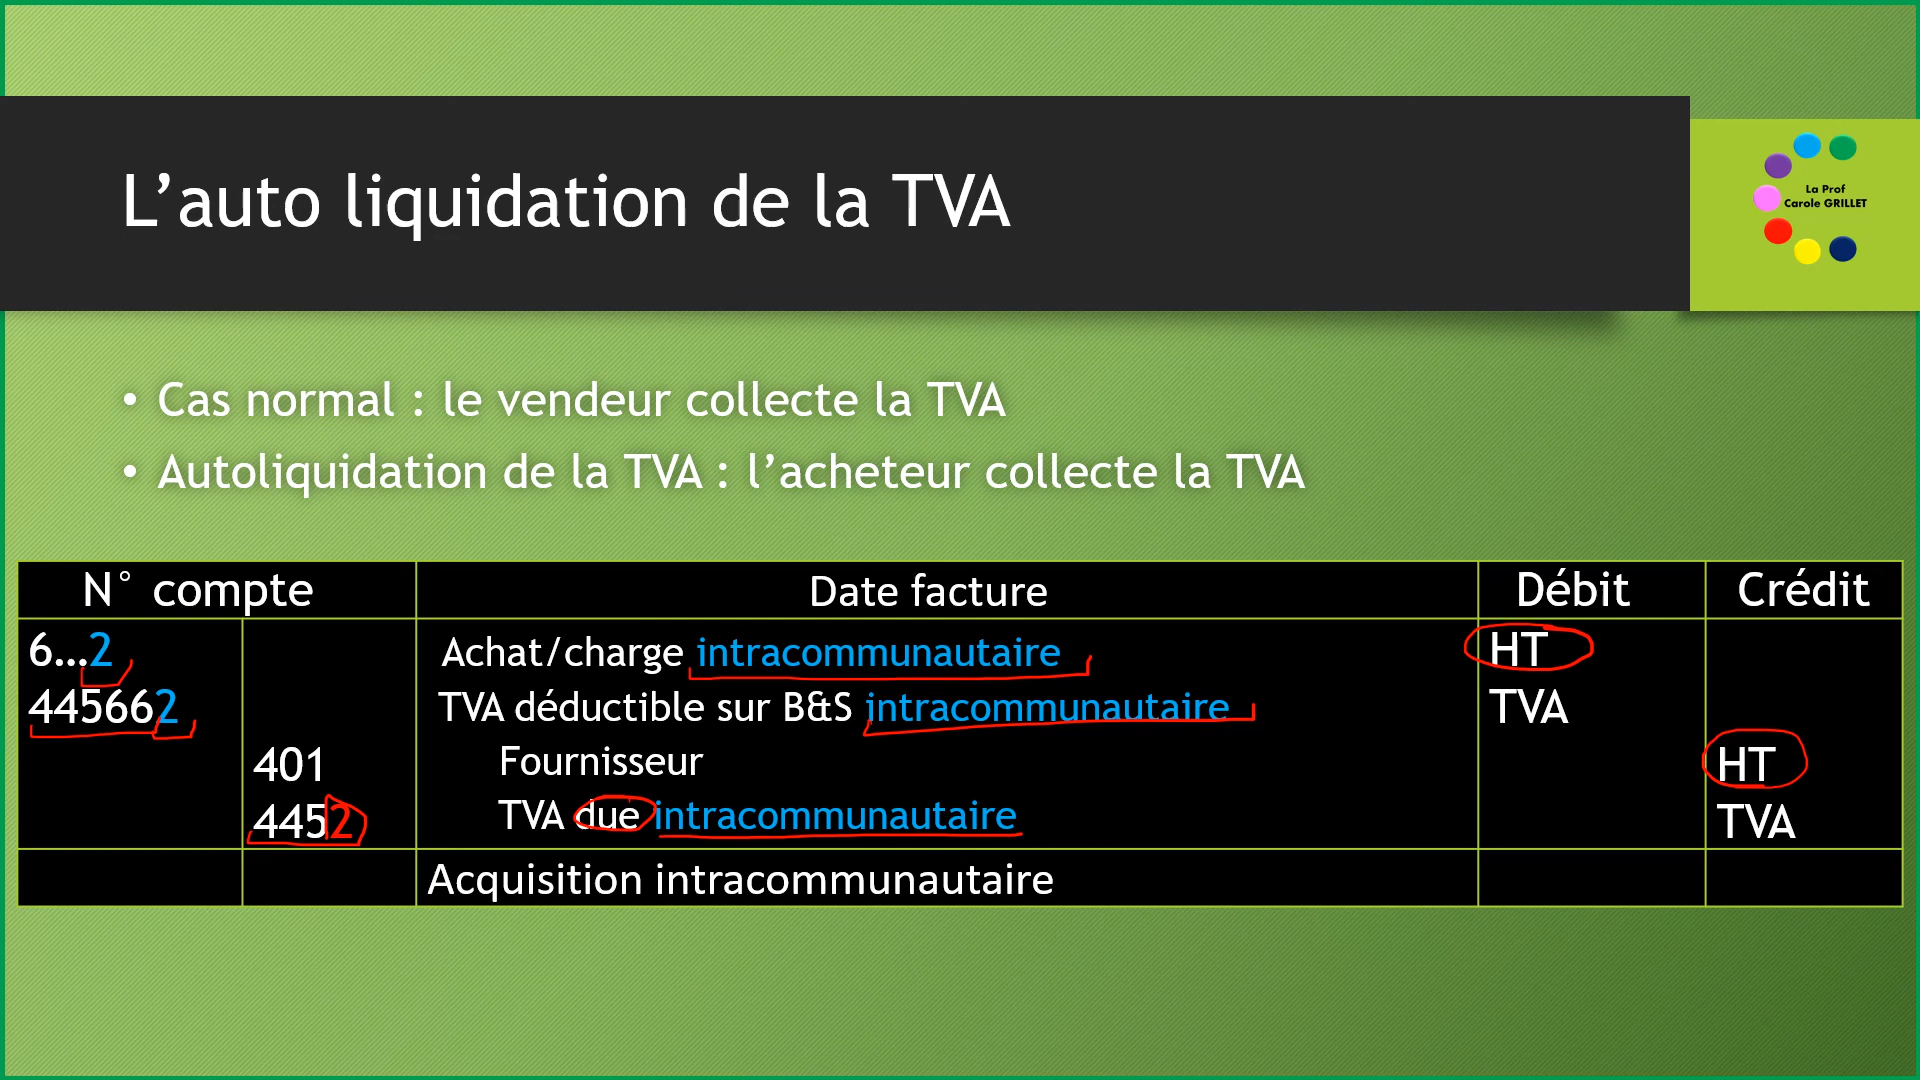 L’auto liquidation de la TVA
La Prof
Carole GRILLET
• Cas normal : le vendeur collecte la TVA
• Autoliquidation de la TVA : l’acheteur collecte la TVA
N° compte Date facture Débit Crédit
6...2 Achat/charge intracommunautaire HT
445662 TVA déductible sur B&S intracommunautaire TVA
401 Fournisseur HT
4452 TVA due intracommunautaire TVA
Acquisition intracommunautaire